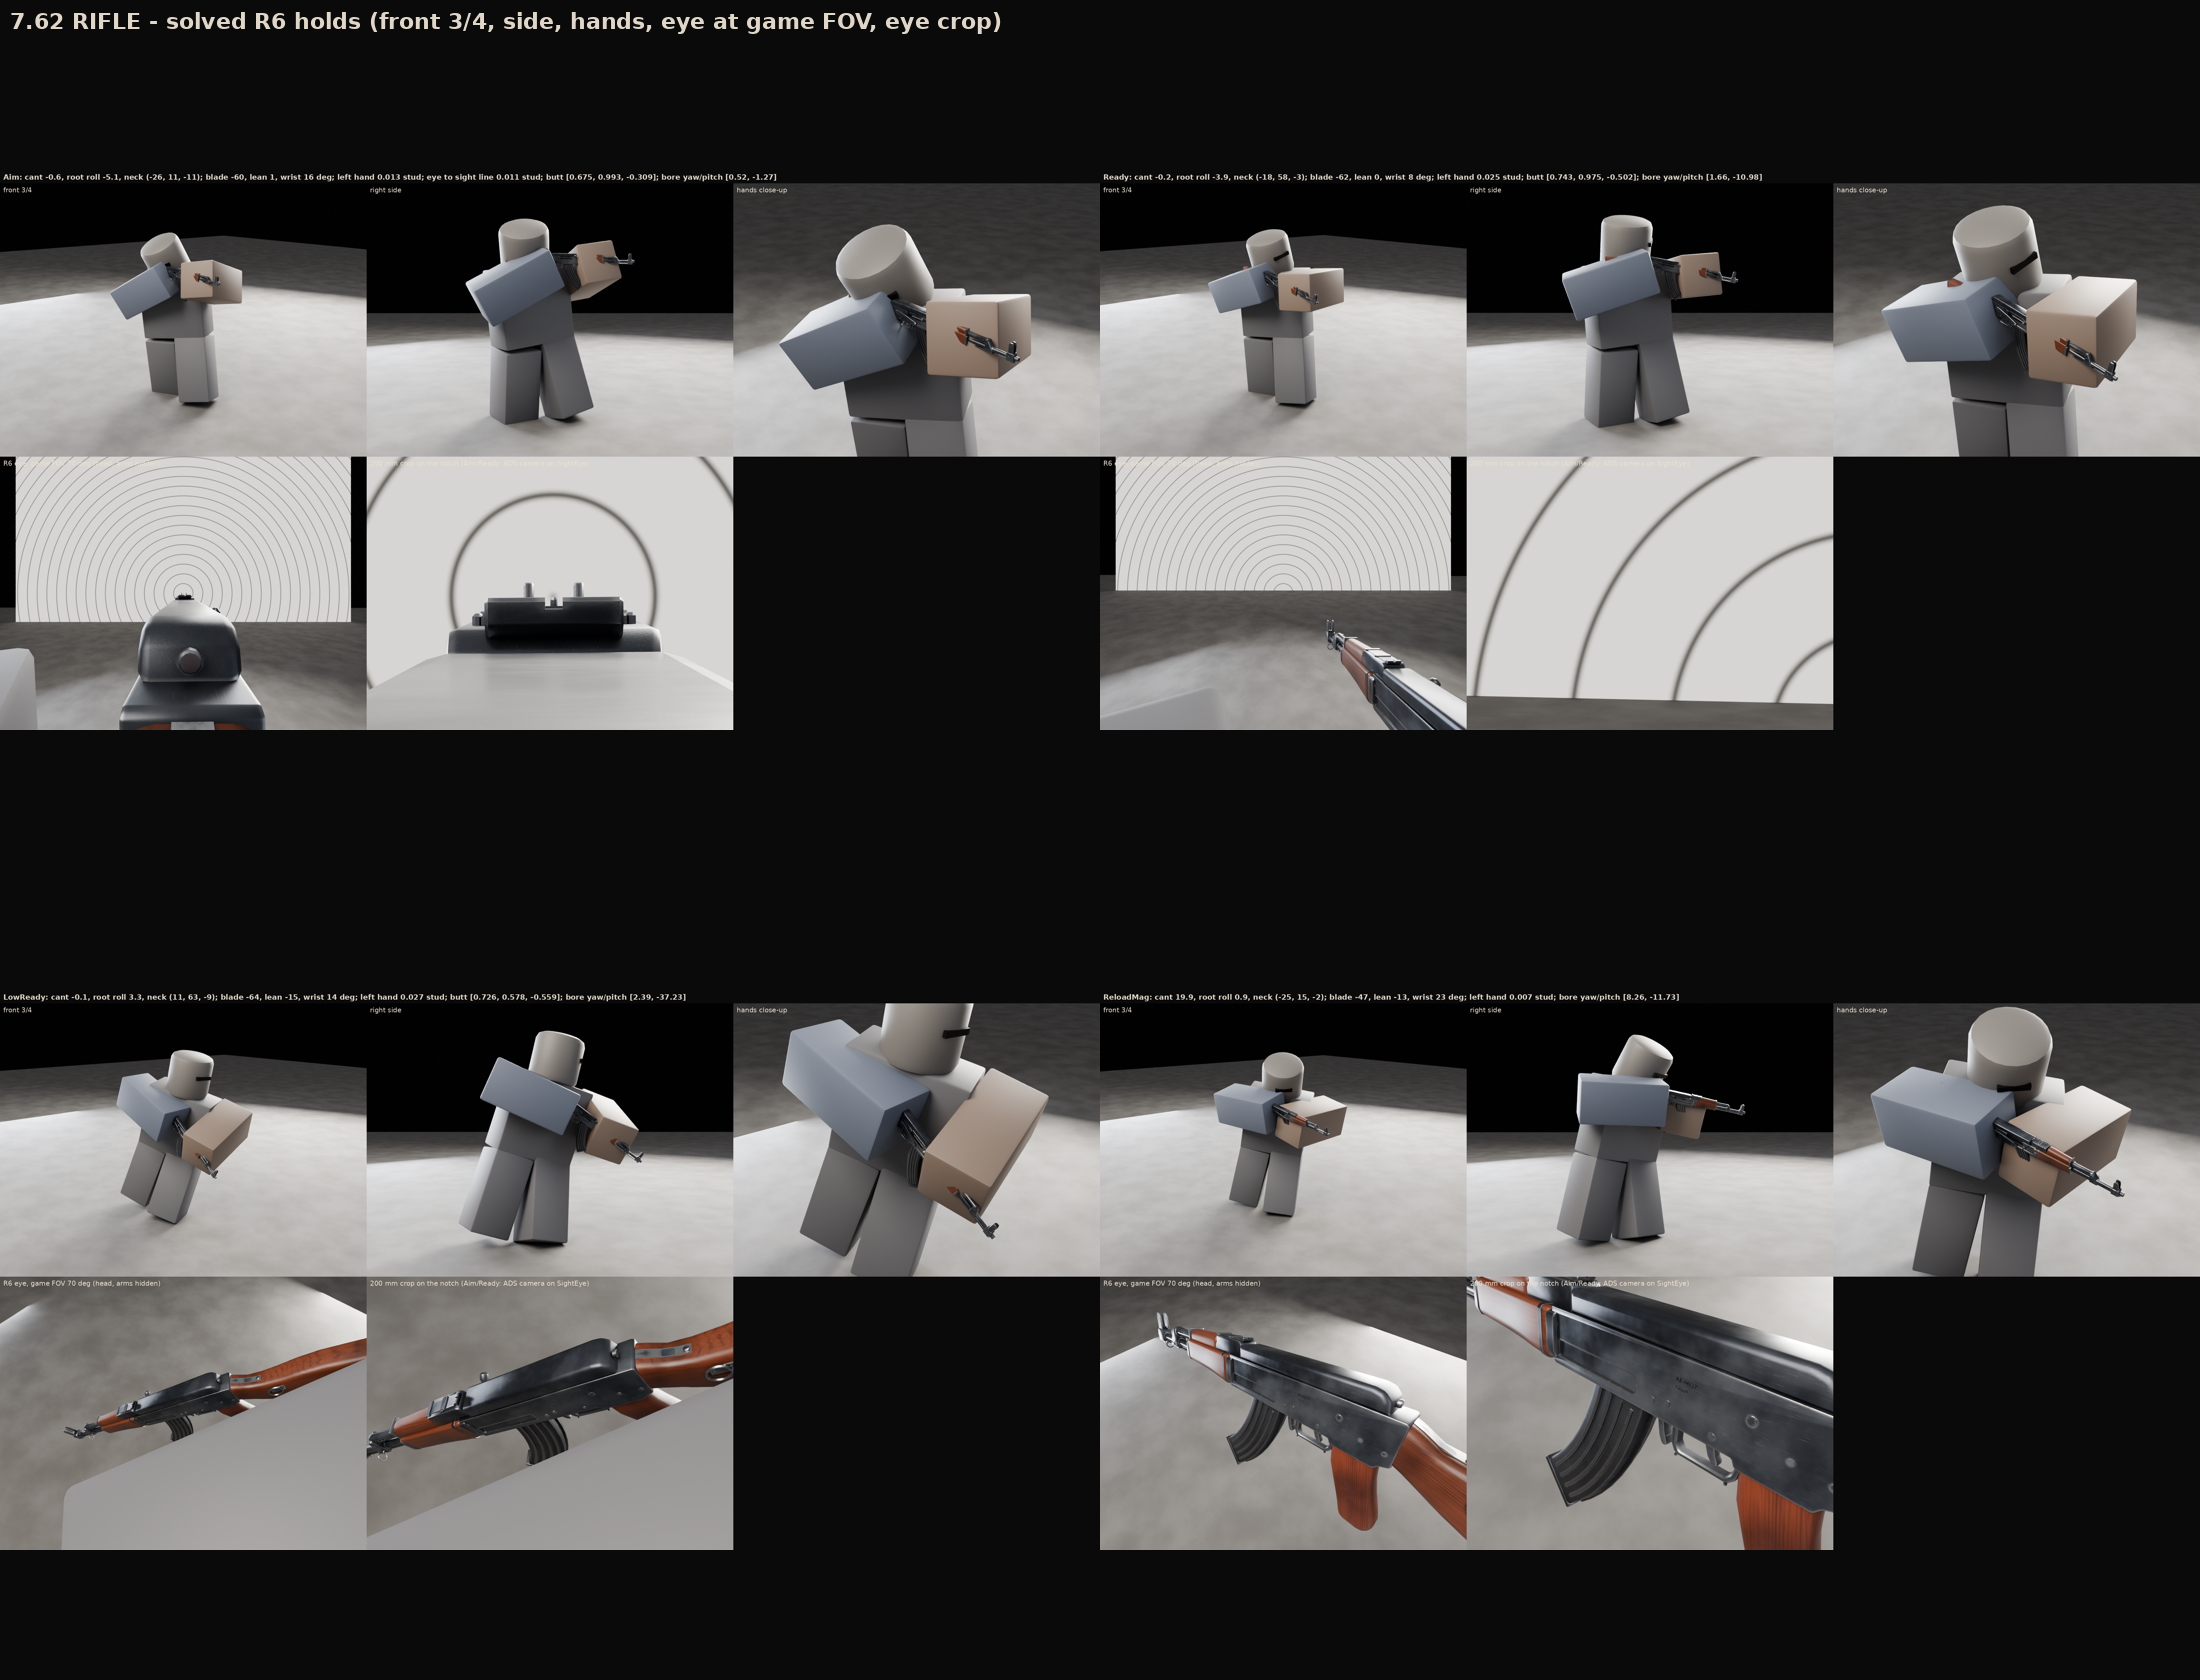 7.62 RIFLE - solved R6 holds (front 3/4, side, hands, eye at game FOV, eye crop)
Aim: cant -0.6, root roll -5.1, neck (-26, 11, -11); blade -60, lean 1, wrist 16 deg; left hand 0.013 stud; eye to sight line 0.011 stud; butt [0.675, 0.993, -0.309]; bore yaw/pitch [0.52, -1.27]
front 3/4
right side
hands close-up
R6
Ready: cant -0.2, root roll -3.9, neck (-18, 58, -3); blade -62, lean 0, wrist 8 deg; left hand 0.025 stud; butt [0.743, 0.975, -0.502]; bore yaw/pitch [1.66, -10.98]
front 3/4
right side
hands close-up
R6
LowReady: cant -0.1, root roll 3.3, neck (11, 63, -9); blade -64, lean -15, wrist 14 deg; left hand 0.027 stud; butt [0.726, 0.578, -0.559]; bore yaw/pitch [2.39, -37.23]
front 3/4
right side
hands close-up
R6 eye, game FOV 70 deg (head, arms hidden)
200 mm crop on the notch (Aim/Ready: ADS camera on SightEye)
ReloadMag: cant 19.9, root roll 0.9, neck (-25, 15, -2); blade -47, lean -13, wrist 23 deg; left hand 0.007 stud; bore yaw/pitch [8.26, -11.73]
front 3/4
right side
hands close-up
R6 eye, game FOV 70 deg (head, arms hidden)
mm crop on the notch (Aim/Ready: ADS camera on SightEye)